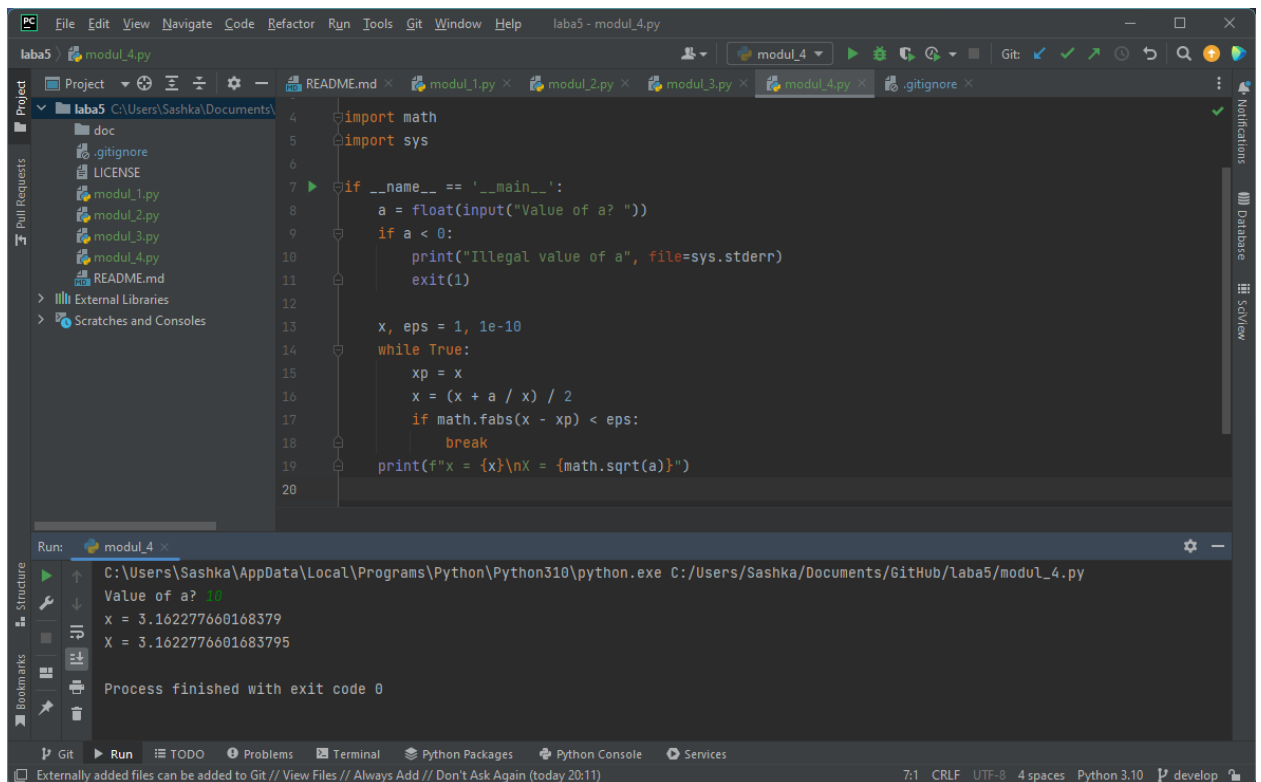 PC File Edit View Navigate Code Refactor Run Tools Git Window Help laba5 - modul_4.py
laba5 modul_4.py modul_4 Git:
Project README.md modul_1.py modul_2.py modul_3.py modul_4.py .gitignore
Project
Pull Requests
Structure
Bookmarks
laba5 C:\Users\Sashka\Documents\
doc
.gitignore
LICENSE
modul_1.py
modul_2.py
modul_3.py
modul_4.py
README.md
External Libraries
Scratches and Consoles
4 import math
5 import sys
6
7 if __name__ == '__main__':
8 a = float(input("Value of a? "))
9 if a < 0:
10 print("Illegal value of a", file=sys.stderr)
11 exit(1)
12
13 x, eps = 1, 1e-10
14 while True:
15 xp = x
16 x = (x + a / x) / 2
17 if math.fabs(x - xp) < eps:
18 break
19 print(f"x = {x}\nX = {math.sqrt(a)}")
20
Notifications
Database
SciView
Run: modul_4
C:\Users\Sashka\AppData\Local\Programs\Python\Python310\python.exe C:/Users/Sashka/Documents/GitHub/laba5/modul_4.py
Value of a? 10
x = 3.162277660168379
X = 3.1622776601683795
Process finished with exit code 0
Git Run TODO Problems Terminal Python Packages Python Console Services
Externally added files can be added to Git // View Files // Always Add // Don't Ask Again (today 20:11) 7:1 CRLF UTF-8 4 spaces Python 3.10 develop